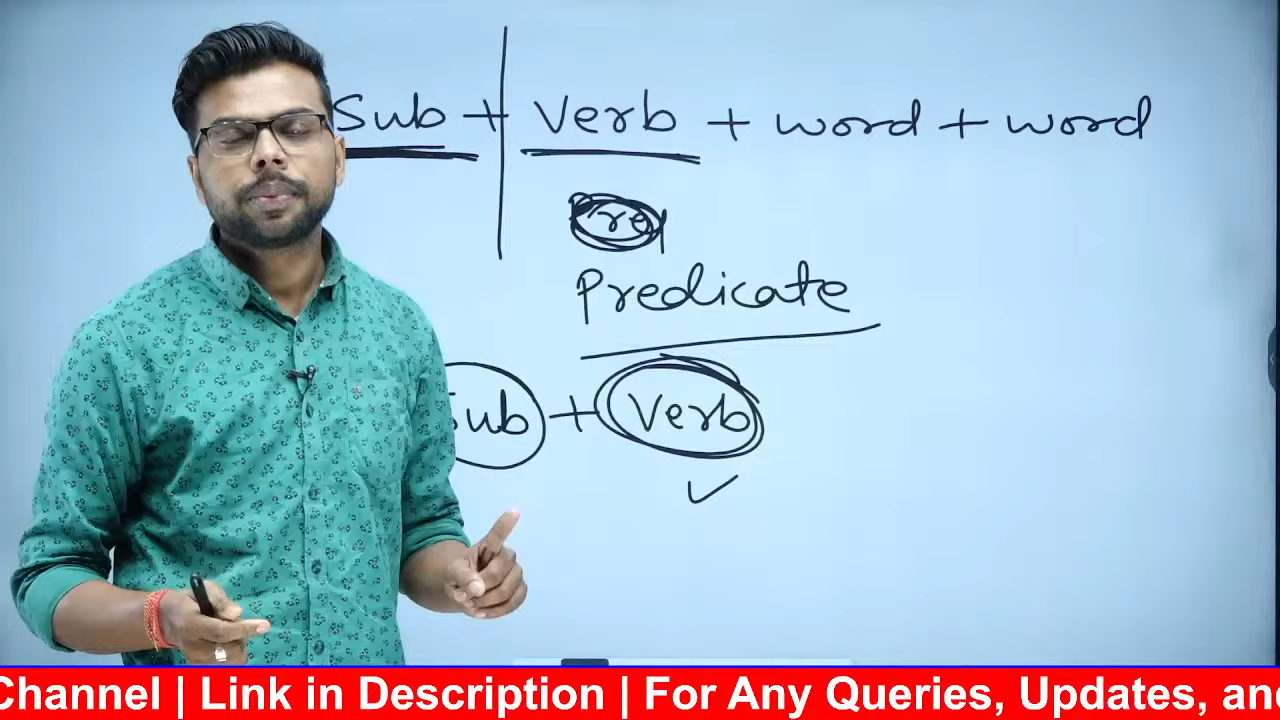 Sub + Verb + word + word
Predicate
Sub + Verb
Channel | Link in Description | For Any Queries, Updates, and